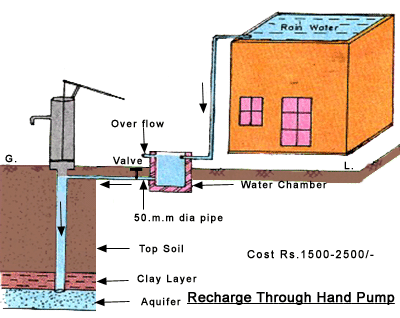 Rain Water
Over flow
G.
Valve
L.
Water Chamber
50.m.m dia pipe
Top Soil
Cost Rs.1500-2500/-
Clay Layer
Aquifer
Recharge Through Hand Pump